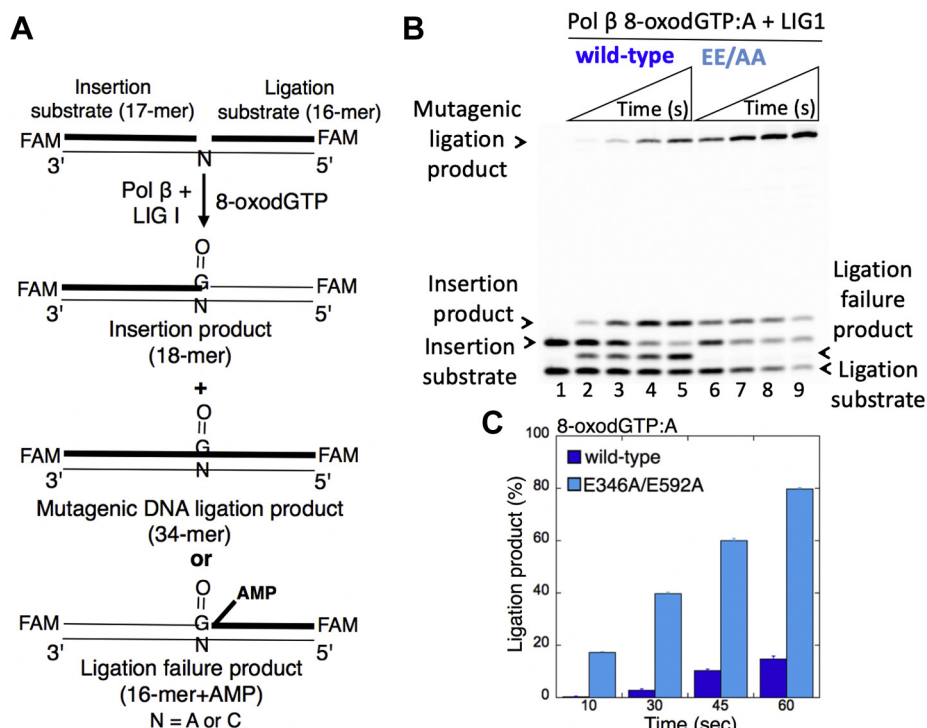 A
Insertion
substrate (17-mer)
Ligation
substrate (16-mer)
FAM
FAM
3'
N
5'
Pol β +
LIG I
8-oxodGTP
O
FAM
G
FAM
3'
N
5'
Insertion product
(18-mer)
+
O
FAM
G
FAM
3'
N
5'
Mutagenic DNA ligation product
(34-mer)
or
O
AMP
FAM
G
FAM
3'
N
5'
Ligation failure product
(16-mer+AMP)
N = A or C
B
Pol β 8-oxodGTP:A + LIG1
wild-type EE/AA
Time (s) Time (s)
Mutagenic
ligation
product
Insertion
product
Insertion
substrate
Ligation
failure
product
Ligation
substrate
1 2 3 4 5 6 7 8 9
C
8-oxodGTP:A
wild-type
E346A/E592A
Ligation product (%)
100
80
60
40
20
0
10 30 45 60
Time (sec)